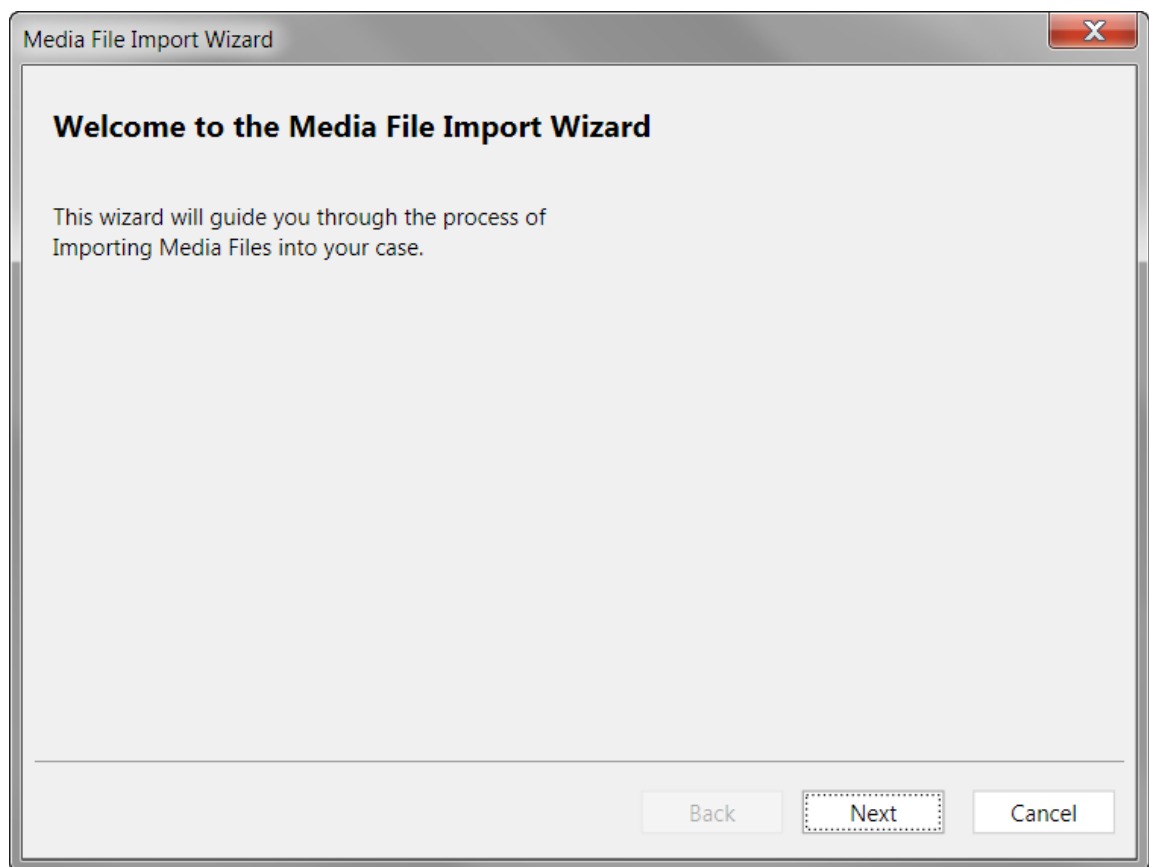 Media File Import Wizard
X
Welcome to the Media File Import Wizard
This wizard will guide you through the process of
Importing Media Files into your case.
Back
Next
Cancel